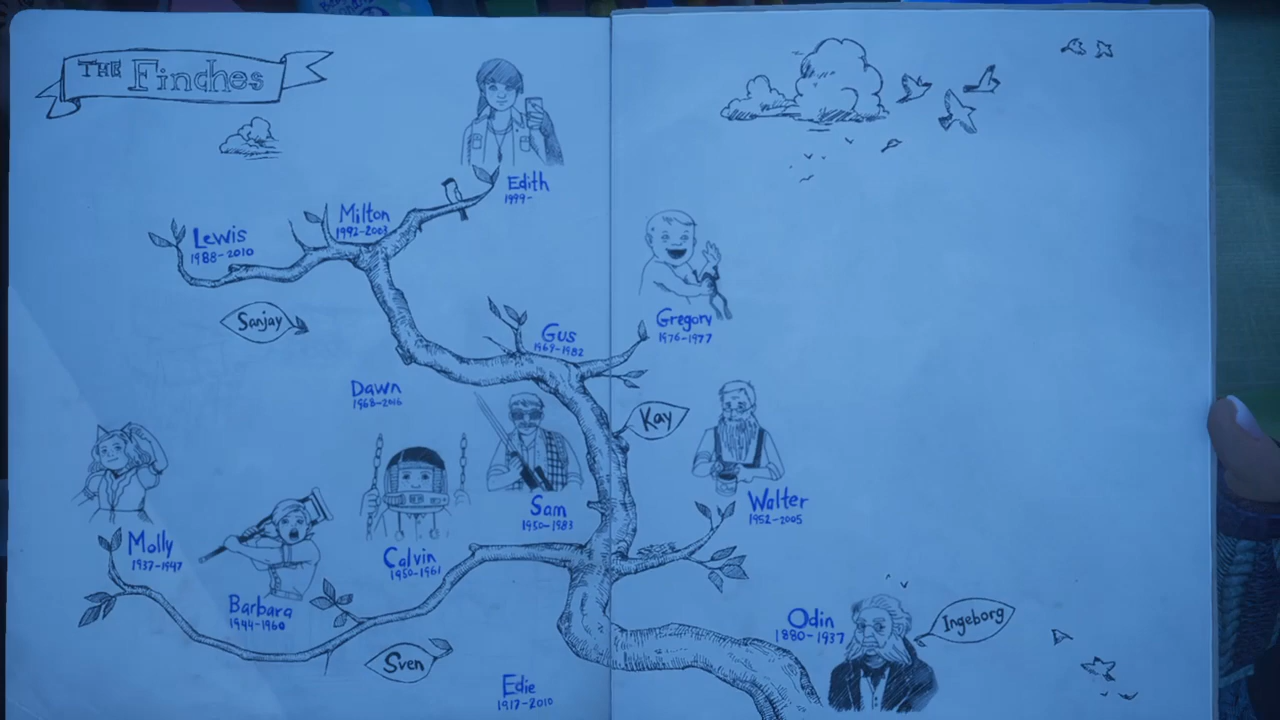 THE Finches
Edith
1999-
Milton
1992-2003
Lewis
1988-2010
Sanjay
Gregory
1976-1977
Gus
1969-1982
Dawn
1968-2016
Kay
Sam
1950-1983
Walter
1952-2005
Calvin
1950-1961
Molly
1937-1947
Barbara
1944-1960
Sven
Edie
1917-2010
Odin
1880-1937
Ingeborg